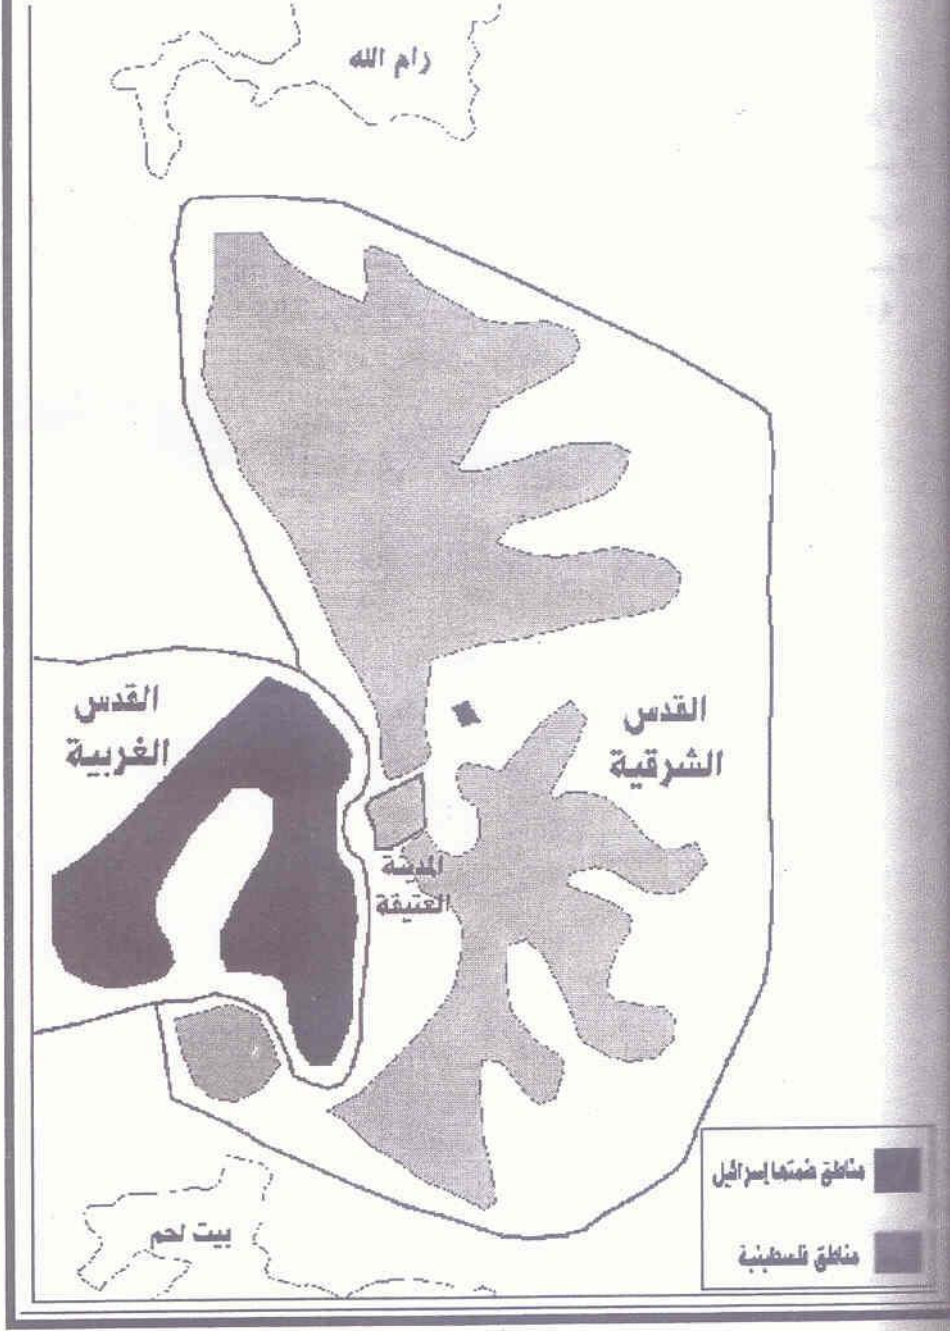 رام الله
القدس
الغربية
القدس
الشرقية
المدينة
العتيقة
بيت لحم
مناطق ضمتها إسرائيل
مناطق فلسطينية